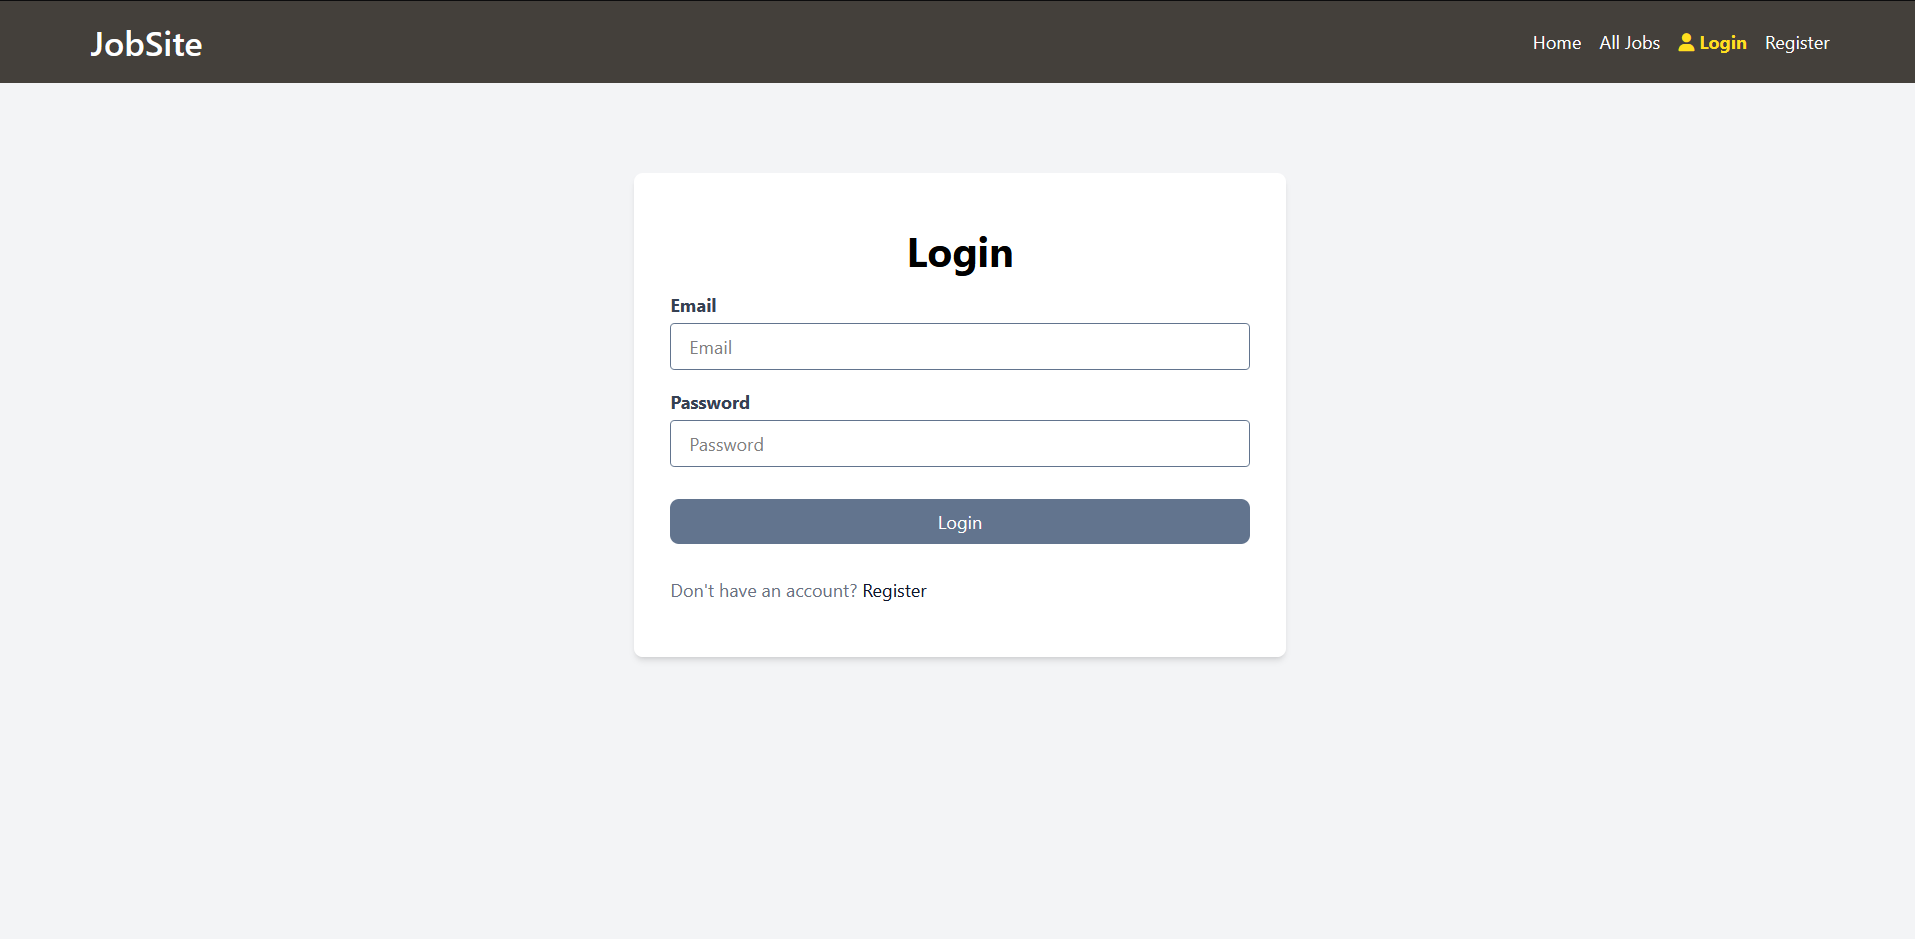 JobSite
Home All Jobs Login Register
Login
Email
Email
Password
Password
Login
Don't have an account? Register